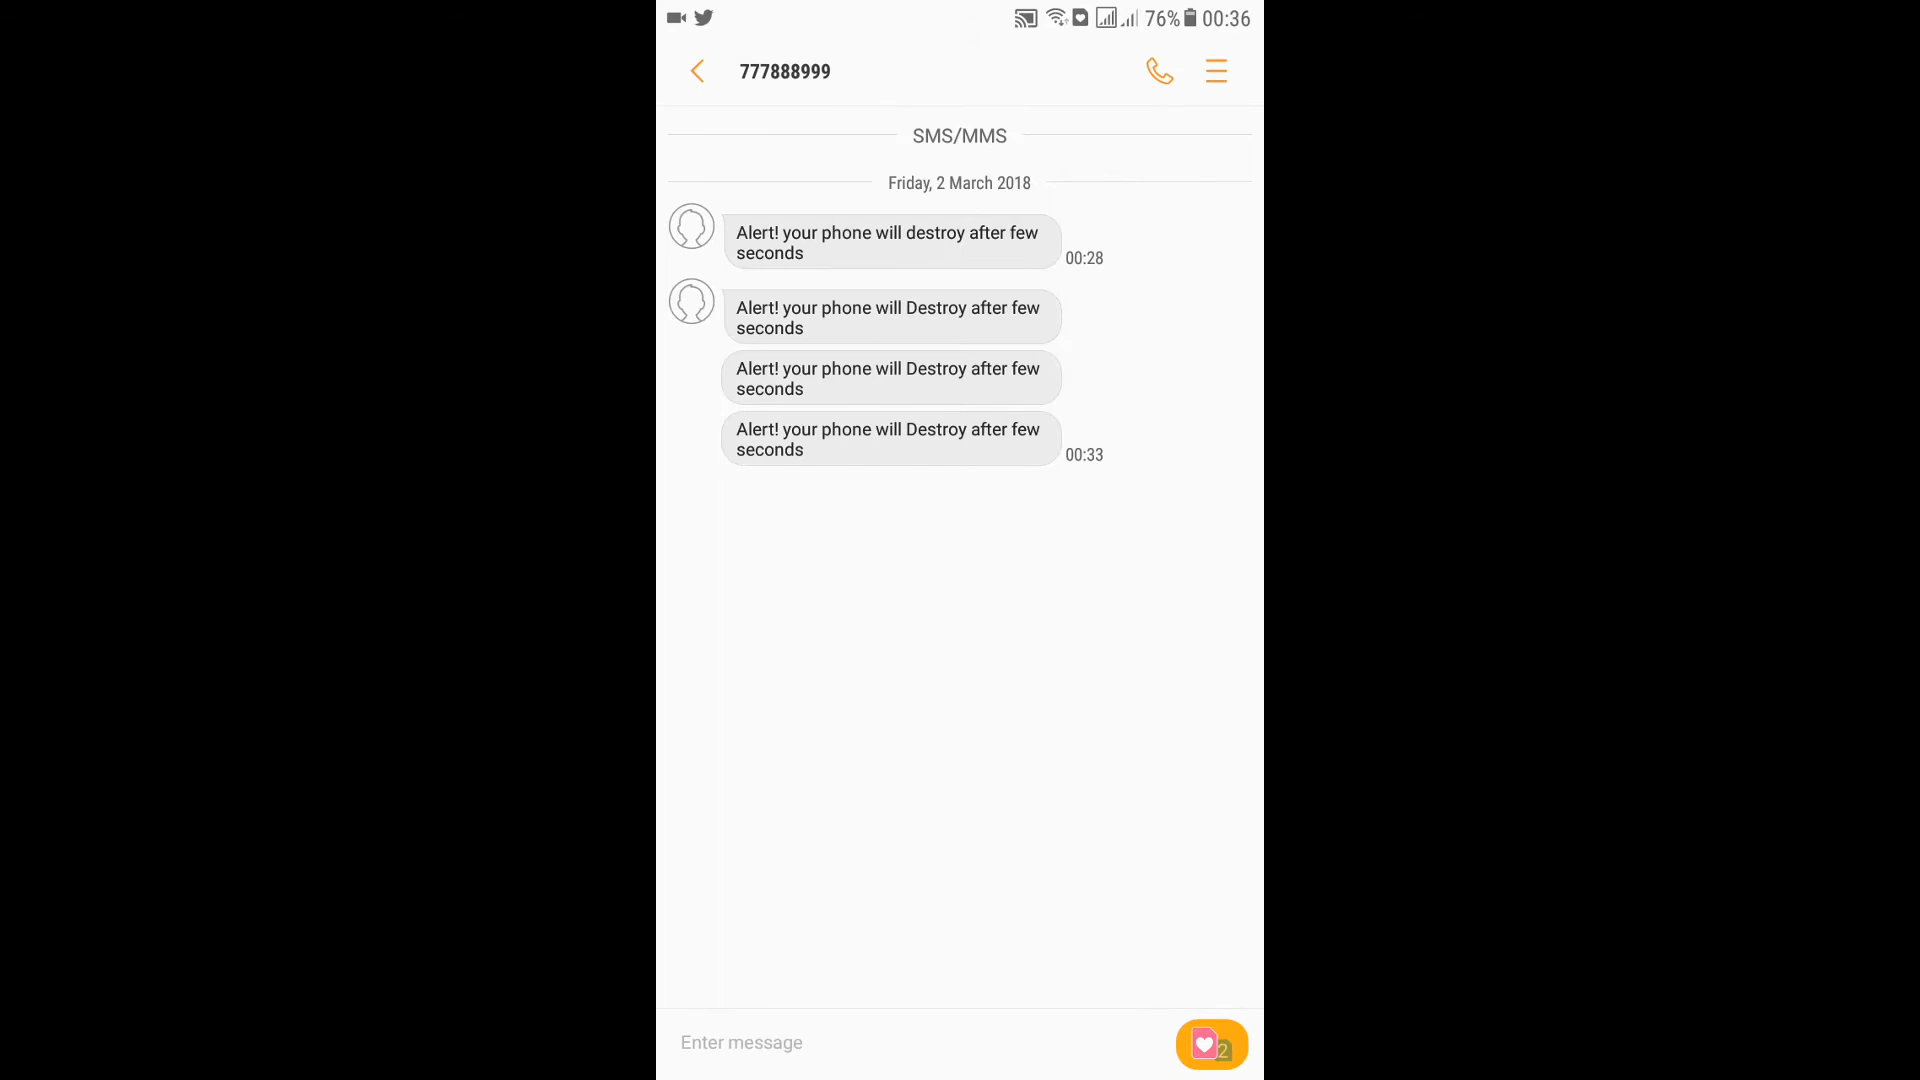 76% 00:36
777888999
SMS/MMS
Friday, 2 March 2018
Alert! your phone will destroy after few
seconds
00:28
Alert! your phone will Destroy after few
seconds
Alert! your phone will Destroy after few
seconds
Alert! your phone will Destroy after few
seconds
00:33
Enter message
2